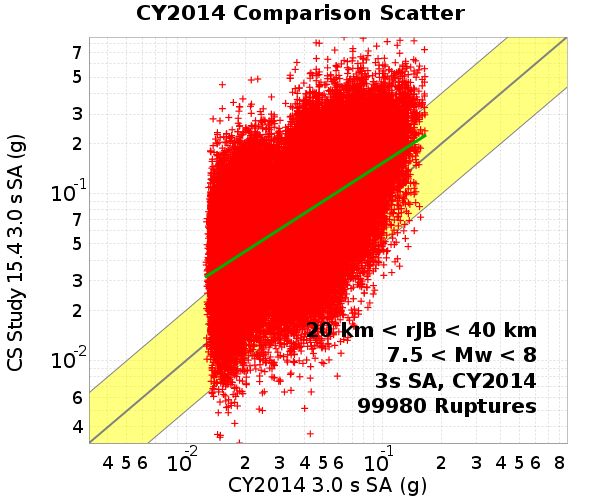 CY2014 Comparison Scatter
CS Study 15.4 3.0 s SA (g)
7
5
3
2
10-1
7
5
3
2
10-2
6
4
20 km < rJB < 40 km
7.5 < Mw < 8
3s SA, CY2014
99980 Ruptures
4 5 6 10-2 2 3 4 5 6 10-1 2 3 4 5 6 8
CY2014 3.0 s SA (g)